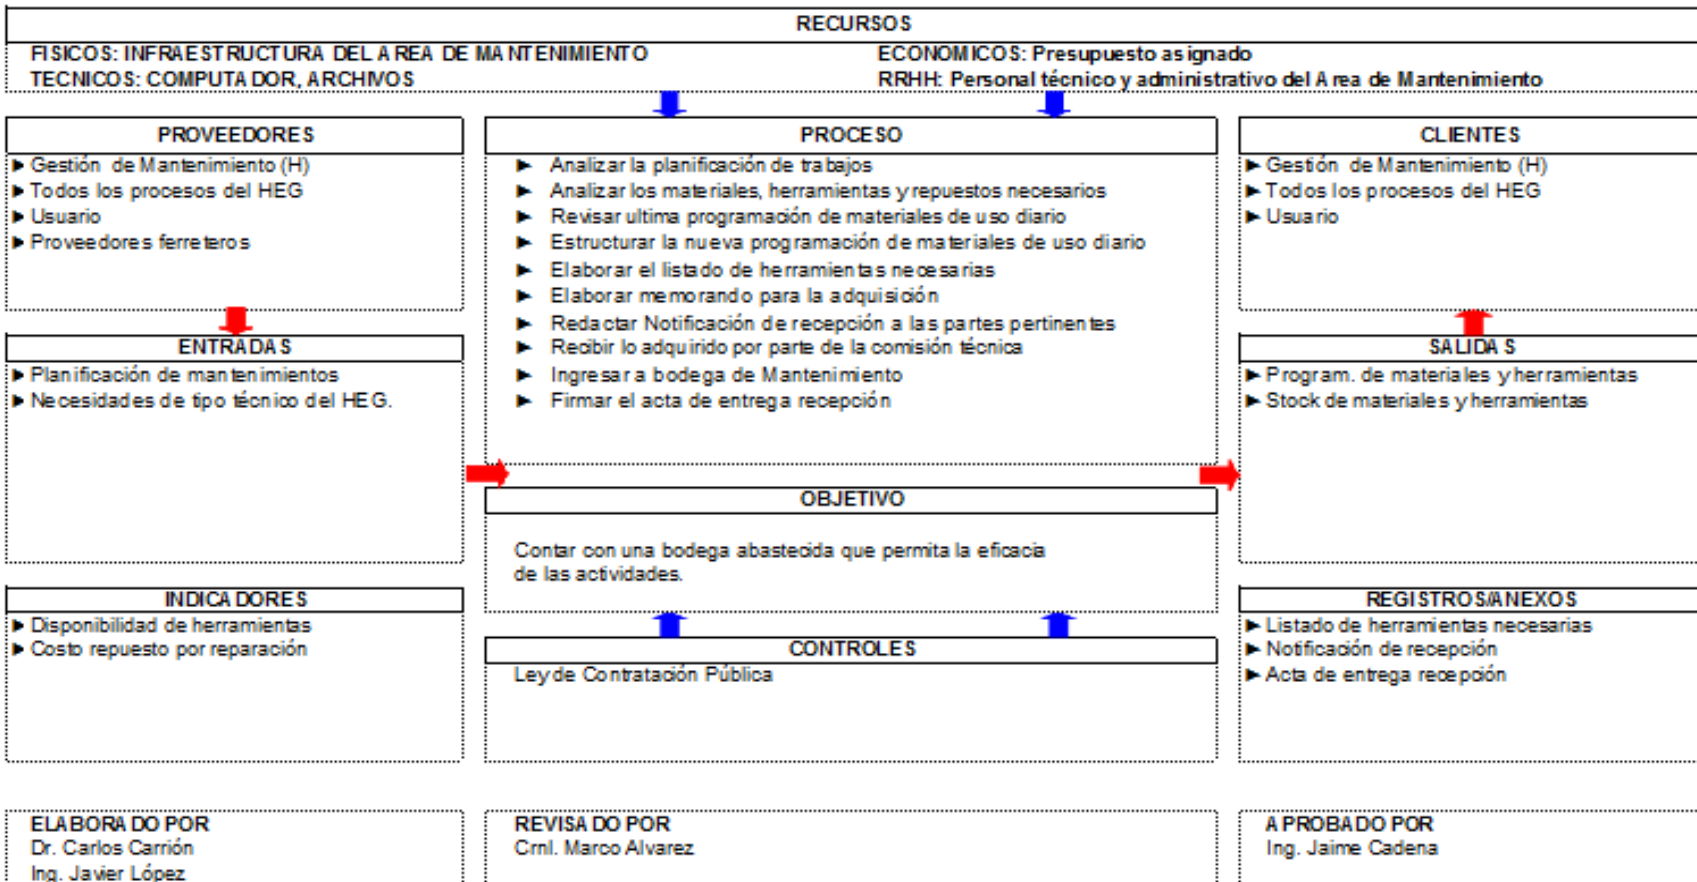 RECURSOS
FISICOS: INFRAESTRUCTURA DEL AREA DE MANTENIMIENTO
ECONOMICOS: Presupuesto asignado
TECNICOS: COMPUTADOR, ARCHIVOS
RRHH: Personal técnico y administrativo del Area de Mantenimiento
PROVEEDORES
► Gestión de Mantenimiento (H)
► Todos los procesos del HEG
► Usuario
► Proveedores ferreteros
PROCESO
► Analizar la planificación de trabajos
► Analizar los materiales, herramientas y repuestos necesarios
► Revisar ultima programación de materiales de uso diario
► Estructurar la nueva programación de materiales de uso diario
► Elaborar el listado de herramientas necesarias
► Elaborar memorando para la adquisición
► Redactar Notificación de recepción a las partes pertinentes
► Recibir lo adquirido por parte de la comisión técnica
► Ingresar a bodega de Mantenimiento
► Firmar el acta de entrega recepción
CLIENTES
► Gestión de Mantenimiento (H)
► Todos los procesos del HEG
► Usuario
ENTRADAS
► Planificación de mantenimientos
► Necesidades de tipo técnico del HEG.
SALIDAS
► Program. de materiales y herramientas
► Stock de materiales y herramientas
OBJETIVO
Contar con una bodega abastecida que permita la eficacia
de las actividades.
INDICADORES
► Disponibilidad de herramientas
► Costo repuesto por reparación
CONTROLES
Ley de Contratación Pública
REGISTROS/ANEXOS
► Listado de herramientas necesarias
► Notificación de recepción
► Acta de entrega recepción
ELABORADO POR
Dr. Carlos Carrión
Ing. Javier López
REVISADO POR
Crnl. Marco Alvarez
APROBADO POR
Ing. Jaime Cadena